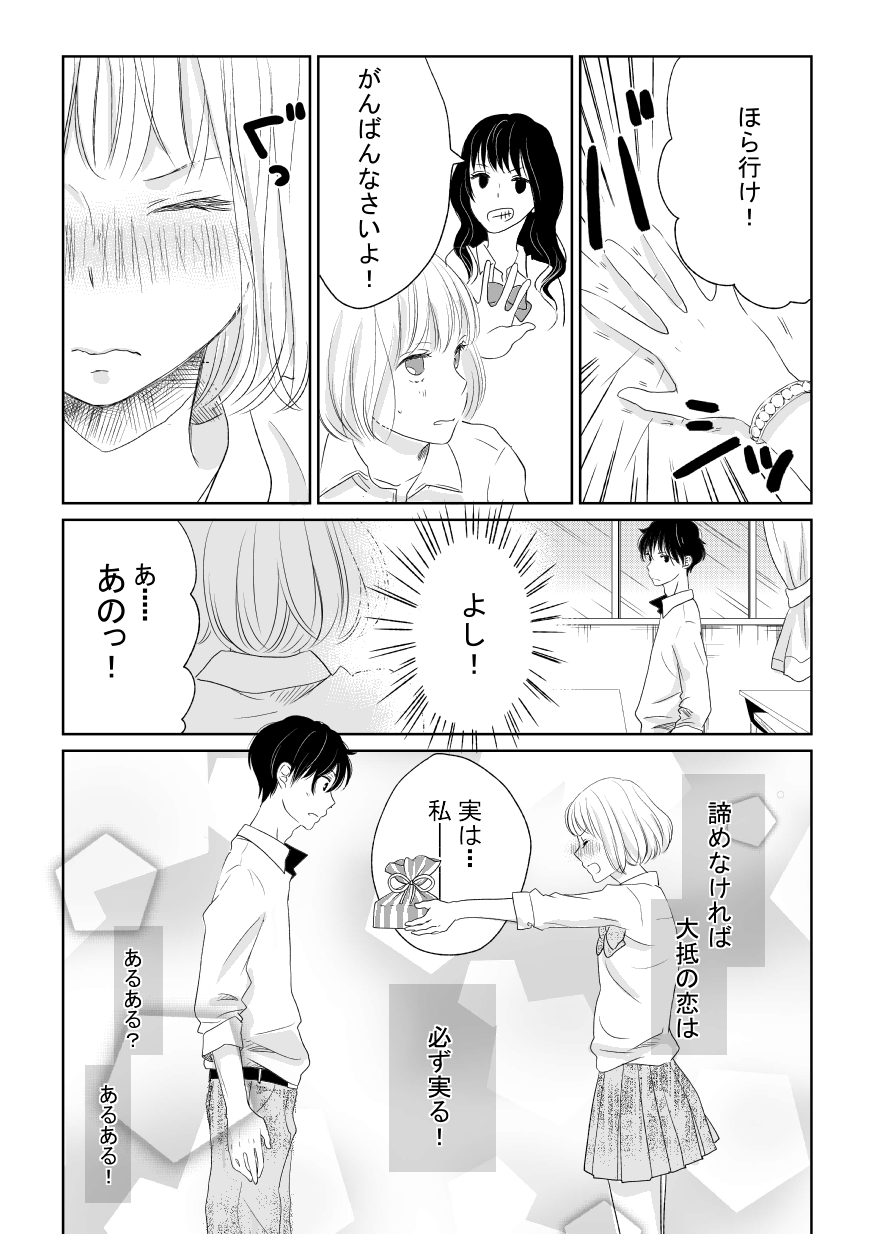 ほら行け！
バンッ
がんばんなさいよ！
ぐっ
よし！
あ……
あのっ！
諦めなければ
大抵の恋は
実は…
私―
必ず実る！
あるある？
あるある！